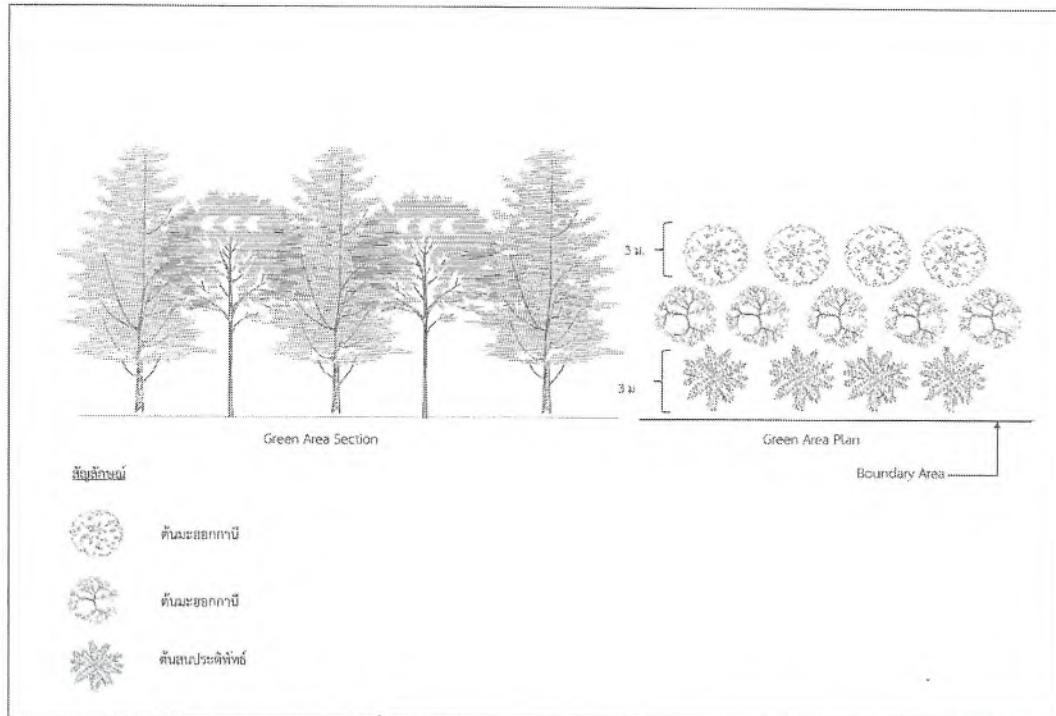 3 ม.
3 ม
Green Area Section
Green Area Plan
Boundary Area
สัญลักษณ์
ต้นมะฮอกกานี
ต้นมะฮอกกานี
ต้นสนประดิพัทธ์